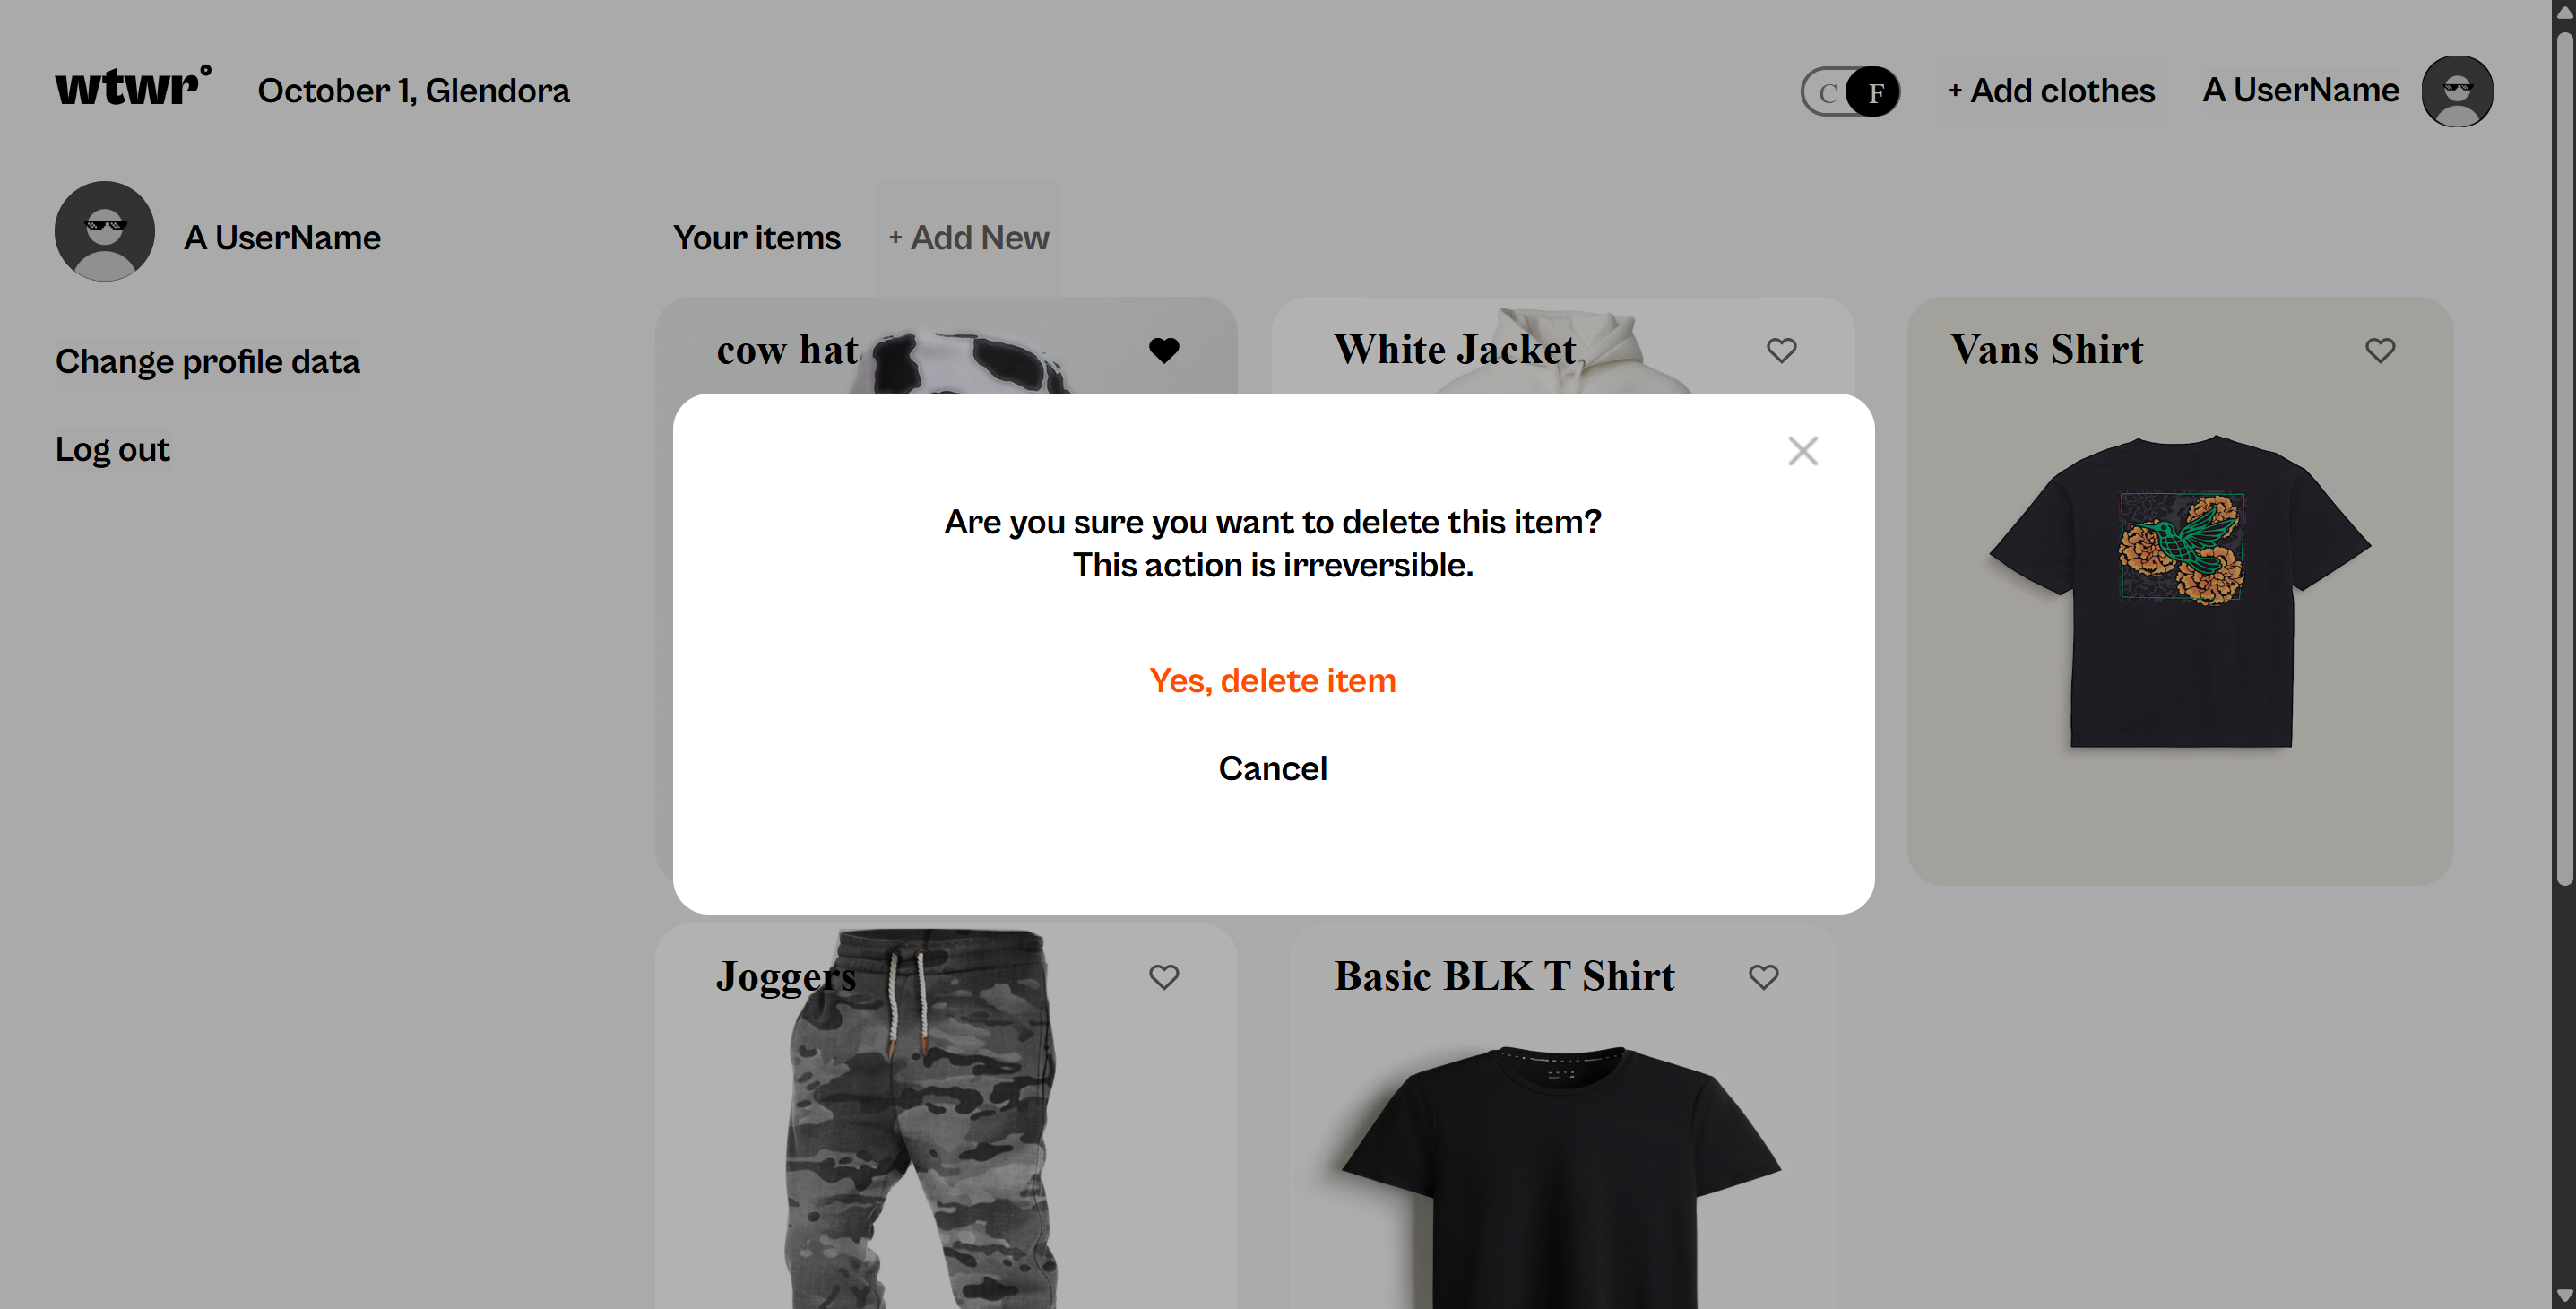 wtwr°
October 1, Glendora
C F
+ Add clothes
A UserName
A UserName
Change profile data
Log out
Your items
+ Add New
cow hat
White Jacket
Vans Shirt
Are you sure you want to delete this item?
This action is irreversible.
Yes, delete item
Cancel
Joggers
Basic BLK T Shirt